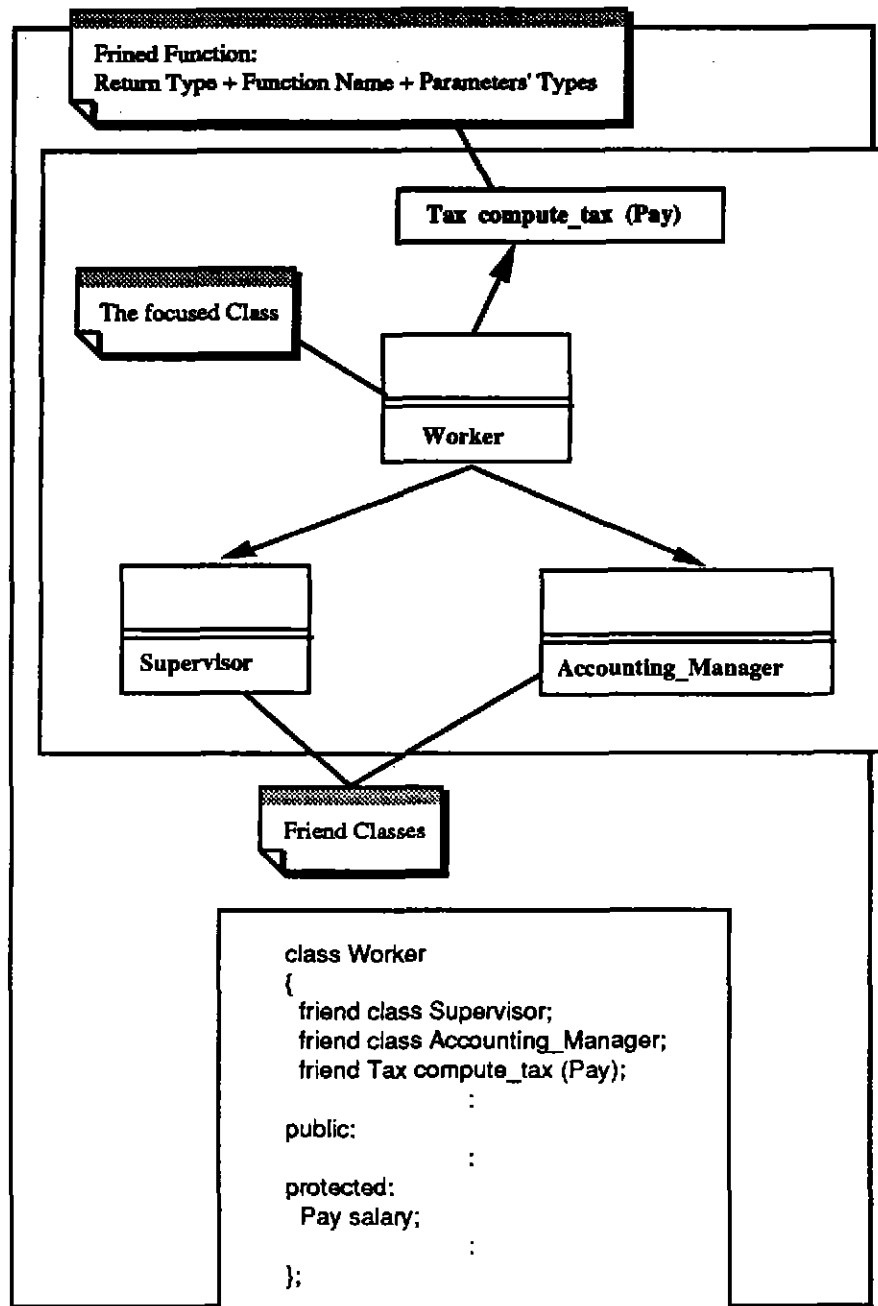 Frined Function:
Return Type + Function Name + Parameters' Types
Tax compute_tax (Pay)
The focused Class
Worker
Supervisor
Accounting_Manager
Friend Classes
class Worker
{
friend class Supervisor;
friend class Accounting_Manager;
friend Tax compute_tax (Pay);
:
public:
:
protected:
Pay salary;
:
};